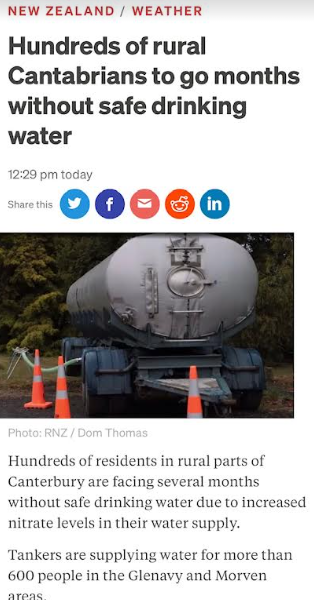 NEW ZEALAND / WEATHER
Hundreds of rural
Cantabrians to go months
without safe drinking
water
12:29 pm today
Share this
in
Photo: RNZ / Dom Thomas
Hundreds of residents in rural parts of
Canterbury are facing several months
without safe drinking water due to increased
nitrate levels in their water supply.
Tankers are supplying water for more than
600 people in the Glenavy and Morven
areas.